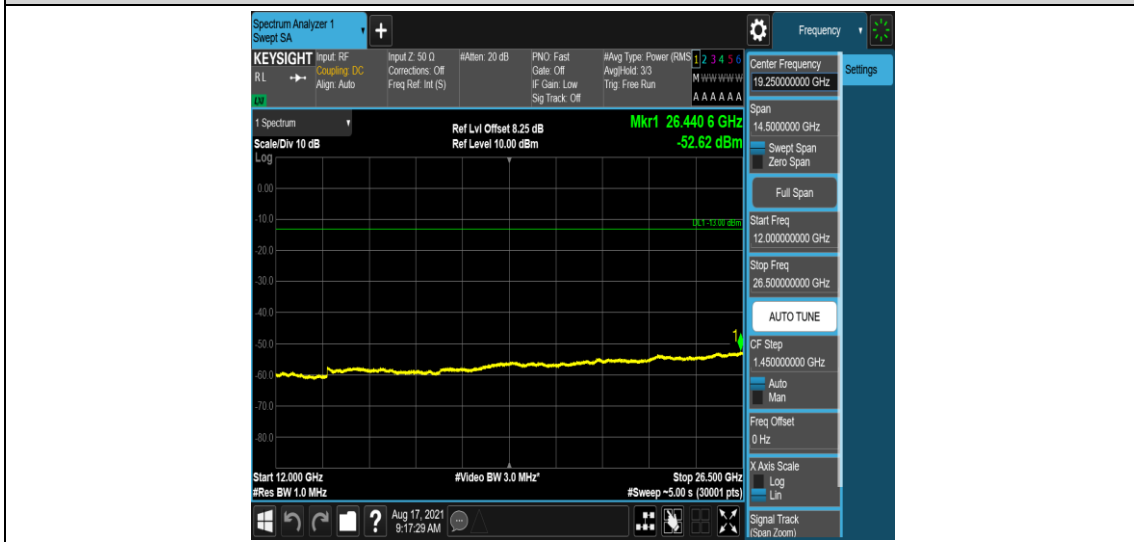 Spectrum Analyzer 1
Swept SA
+
Frequency
KEYSIGHT
RL
LXI
Input: RF
Coupling: DC
Align: Auto
Input Z: 50 Ω
Corrections: Off
Freq Ref: Int (S)
#Atten: 20 dB
PNO: Fast
Gate: Off
IF Gain: Low
Sig Track: Off
#Avg Type: Power (RMS
Avg|Hold: 3/3
Trig: Free Run
1 2 3 4 5 6
M W W W W W
A A A A A A
1 Spectrum
Scale/Div 10 dB
Log
Ref Lvl Offset 8.25 dB
Ref Level 10.00 dBm
Mkr1 26.440 6 GHz
-52.62 dBm
0.00
-10.0
DL1 -13.00 dBm
-20.0
-30.0
-40.0
1
-50.0
-60.0
-70.0
-80.0
Start 12.000 GHz
#Video BW 3.0 MHz*
Stop 26.500 GHz
#Res BW 1.0 MHz
#Sweep ~5.00 s (30001 pts)
Center Frequency
19.250000000 GHz
Settings
Span
14.5000000 GHz
Swept Span
Zero Span
Full Span
Start Freq
12.000000000 GHz
Stop Freq
26.500000000 GHz
AUTO TUNE
CF Step
1.450000000 GHz
Auto
Man
Freq Offset
0 Hz
X Axis Scale
Log
Lin
Signal Track
(Span Zoom)
?
Aug 17, 2021
9:17:29 AM